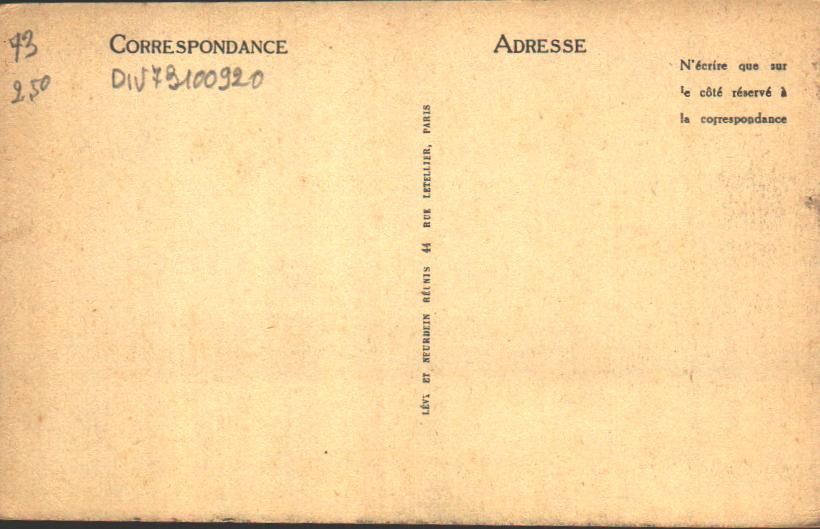 73
2,50
CORRESPONDANCE
DIV73100920
LÉVY ET NEURDEIN RÉUNIS 44 RUE LETELLIER, PARIS
ADRESSE
N'écrire que sur
le côté réservé à
la correspondance